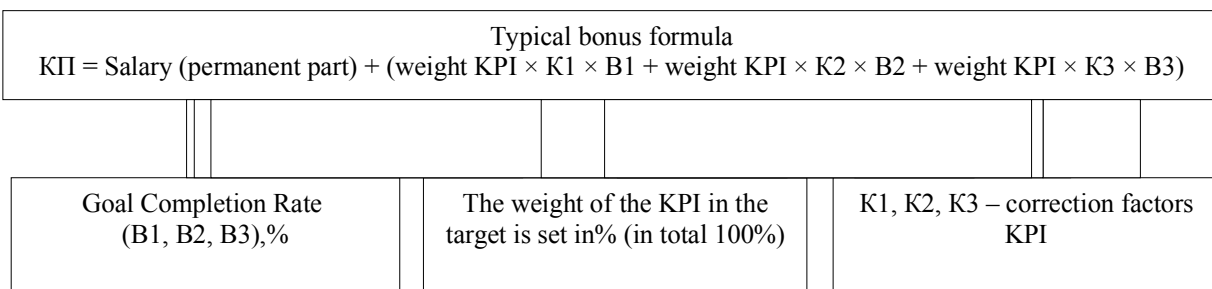 Typical bonus formula
КП = Salary (permanent part) + (weight KPI × К1 × B1 + weight KPI × К2 × B2 + weight KPI × К3 × B3)
Goal Completion Rate
(B1, B2, B3),%
The weight of the KPI in the
target is set in% (in total 100%)
К1, К2, К3 – correction factors
KPI